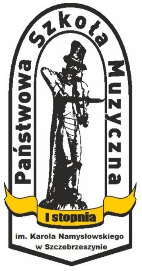 Państwowa Szkoła Muzyczna
I stopnia
im. Karola Namysłowskiego
w Szczebrzeszynie